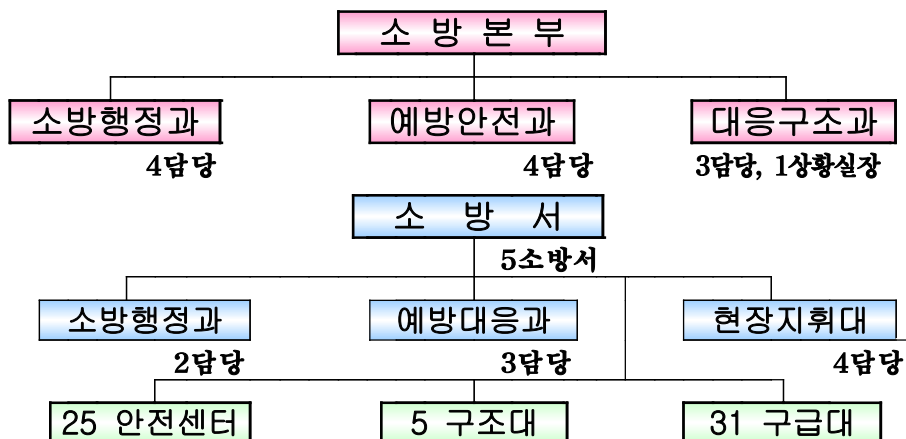 소 방 본 부
소방행정과 예방안전과 대응구조과
4담당 4담당 3담당, 1상황실장
소 방 서
5소방서
소방행정과 예방대응과 현장지휘대
2담당 3담당 4담당
25 안전센터 5 구조대 31 구급대